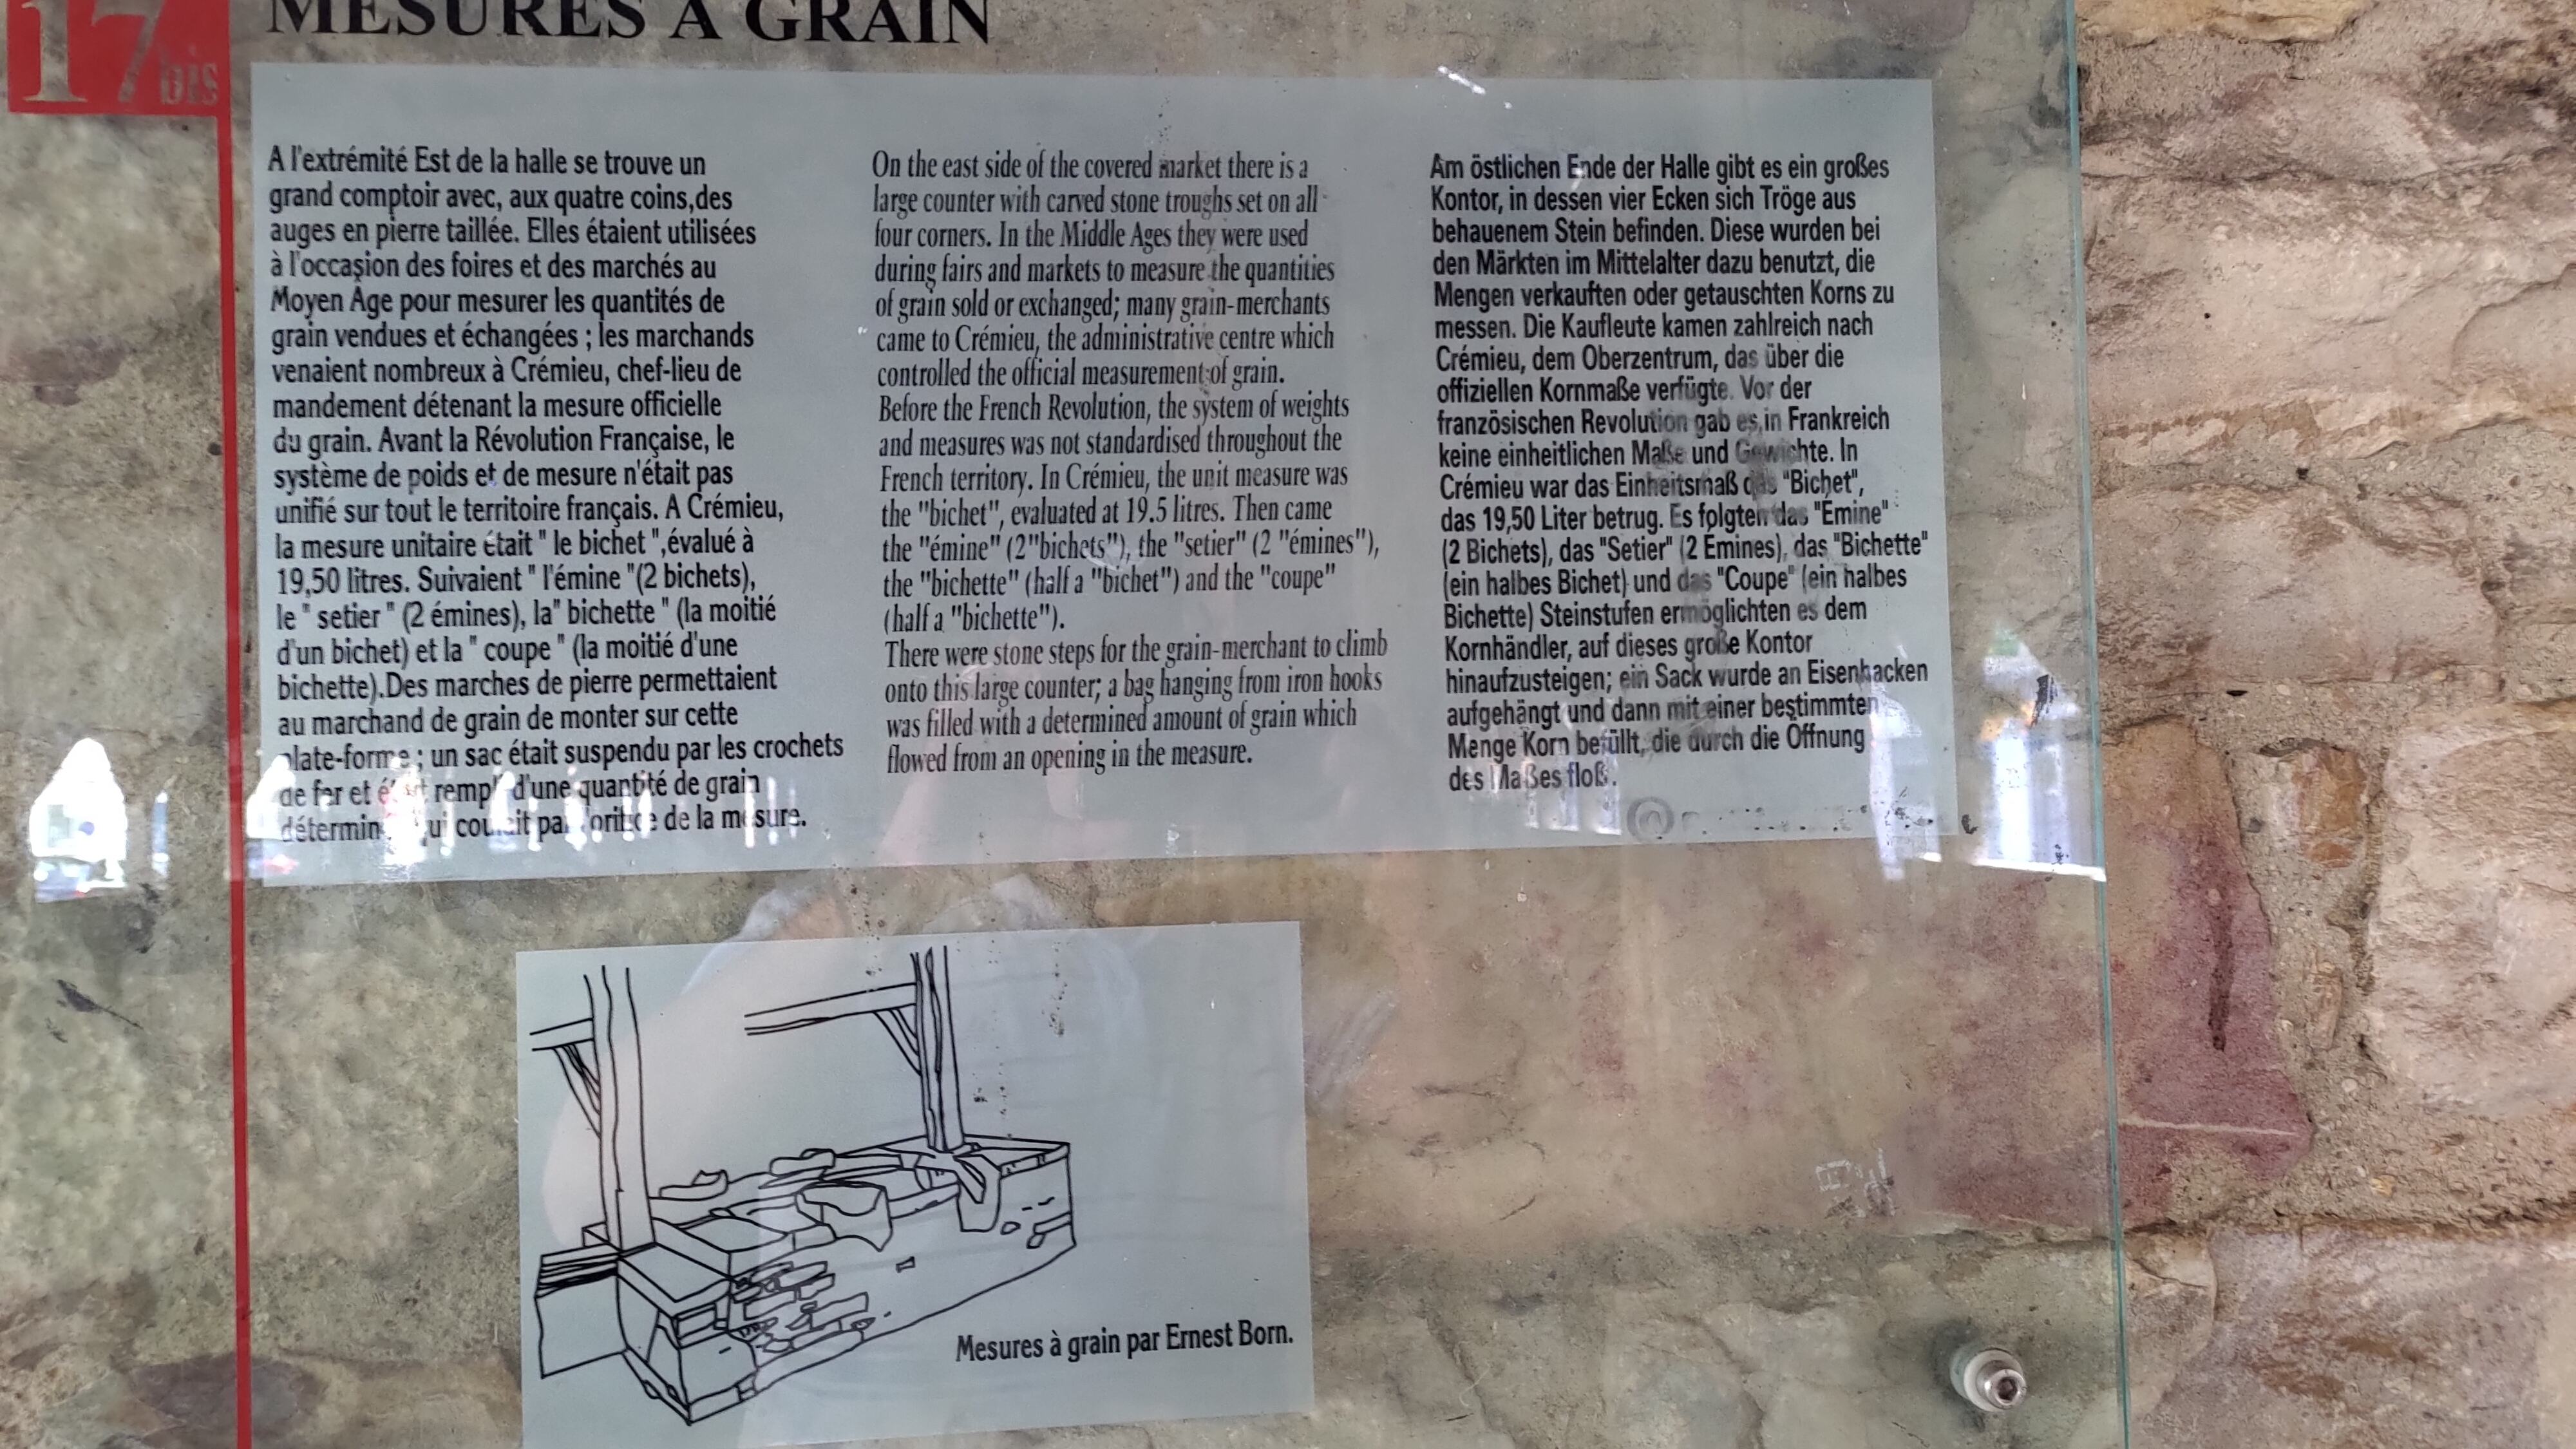 17bis
MESURES A GRAIN
A l'extrémité Est de la halle se trouve un
grand comptoir avec, aux quatre coins,des
auges en pierre taillée. Elles étaient utilisées
à l'occasion des foires et des marchés au
Moyen Âge pour mesurer les quantités de
grain vendues et échangées ; les marchands
venaient nombreux à Crémieu, chef-lieu de
mandement détenant la mesure officielle
du grain. Avant la Révolution Française, le
système de poids et de mesure n'était pas
unifié sur tout le territoire français. A Crémieu,
la mesure unitaire était " le bichet ",évalué à
19,50 litres. Suivaient " l'émine "(2 bichets),
le " setier " (2 émines), la" bichette " (la moitié
d'un bichet) et la " coupe " (la moitié d'une
bichette).Des marches de pierre permettaient
au marchand de grain de monter sur cette
plate-forme ; un sac était suspendu par les crochets
de fer et était rempli d'une quantité de grain
qui coulait par l'orifice de la mesure.
On the east side of the covered market there is a
large counter with carved stone troughs set on all
four corners. In the Middle Ages they were used
during fairs and markets to measure the quantities
of grain sold or exchanged; many grain-merchants
came to Crémieu, the administrative centre which
controlled the official measurement of grain.
Before the French Revolution, the system of weights
and measures was not standardised throughout the
French territory. In Crémieu, the unit measure was
the "bichet", evaluated at 19.5 litres. Then came
the "émine" (2"bichets"), the "setier" (2 "émines"),
the "bichette" (half a "bichet") and the "coupe"
(half a "bichette").
There were stone steps for the grain-merchant to climb
onto this large counter; a bag hanging from iron hooks
was filled with a determined amount of grain which
flowed from an opening in the measure.
Am östlichen Ende der Halle gibt es ein großes
Kontor, in dessen vier Ecken sich Tröge aus
behauenem Stein befinden. Diese wurden bei
den Märkten im Mittelalter dazu benutzt, die
Mengen verkauften oder getauschten Korns zu
messen. Die Kaufleute kamen zahlreich nach
Crémieu, dem Oberzentrum, das über die
offiziellen Kornmaße verfügte. Vor der
französischen Revolution gab es in Frankreich
keine einheitlichen Maße und Gewichte. In
Crémieu war das Einheitsmaß das "Bichet",
das 19,50 Liter betrug. Es folgten das "Émine"
(2 Bichets), das "Setier" (2 Émines), das "Bichette"
(ein halbes Bichet) und das "Coupe" (ein halbes
Bichette) Steinstufen ermöglichten es dem
Kornhändler, auf dieses große Kontor
hinaufzusteigen; ein Sack wurde an Eisenhacken
aufgehängt und dann mit einer bestimmten
Menge Korn befüllt, die durch die Öffnung
des Maßes floß.
Mesures à grain par Ernest Born.